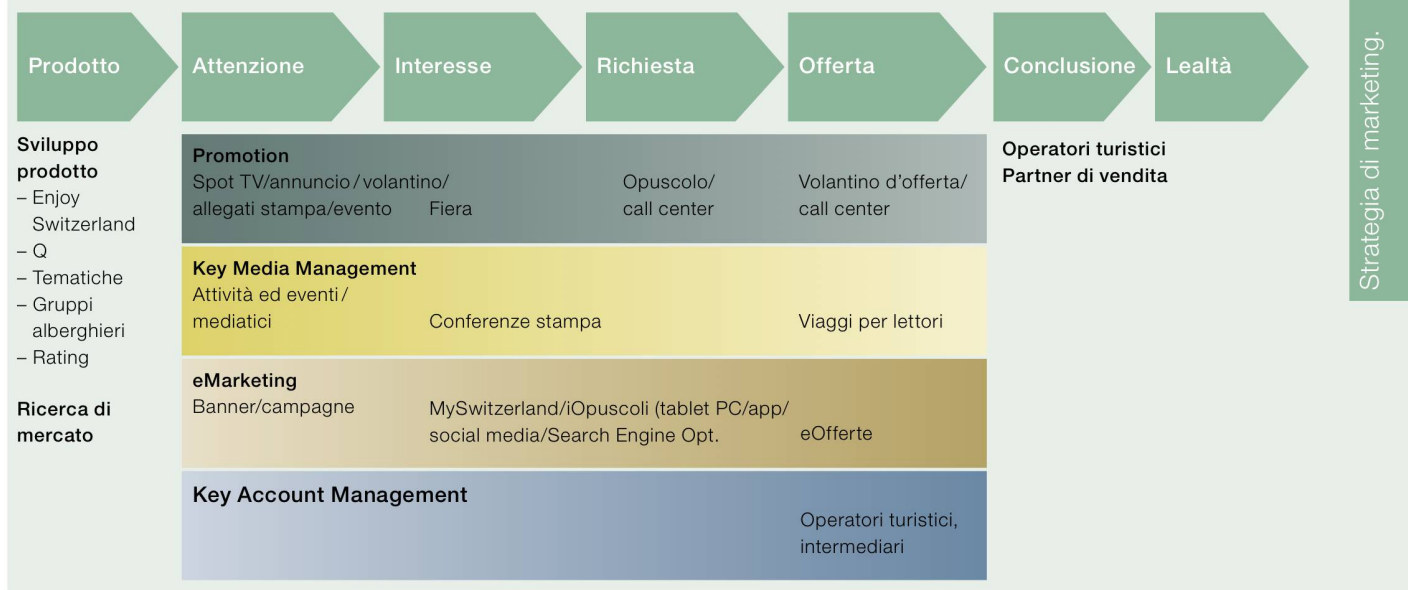 Prodotto
Attenzione
Interesse
Richiesta
Offerta
Conclusione
Lealtà
Strategia di marketing.
Sviluppo
prodotto
– Enjoy
Switzerland
– Q
– Tematiche
– Gruppi
alberghieri
– Rating
Ricerca di
mercato
Promotion
Spot TV/annuncio/volantino/
allegati stampa/evento
Fiera
Opuscolo/
call center
Volantino d'offerta/
call center
Key Media Management
Attività ed eventi/
mediatici
Conferenze stampa
Viaggi per lettori
eMarketing
Banner/campagne
MySwitzerland/iOpuscoli (tablet PC/app/
social media/Search Engine Opt.
eOfferte
Key Account Management
Operatori turistici,
intermediari
Operatori turistici
Partner di vendita